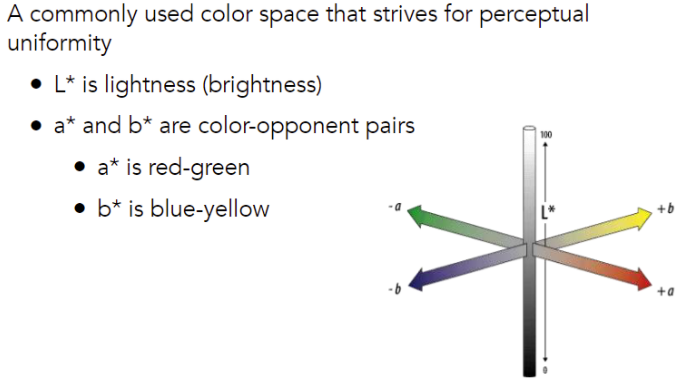 A commonly used color space that strives for perceptual
uniformity
• L* is lightness (brightness)
• a* and b* are color-opponent pairs
• a* is red-green
• b* is blue-yellow
100
-a
L*
+b
-b
+a
0